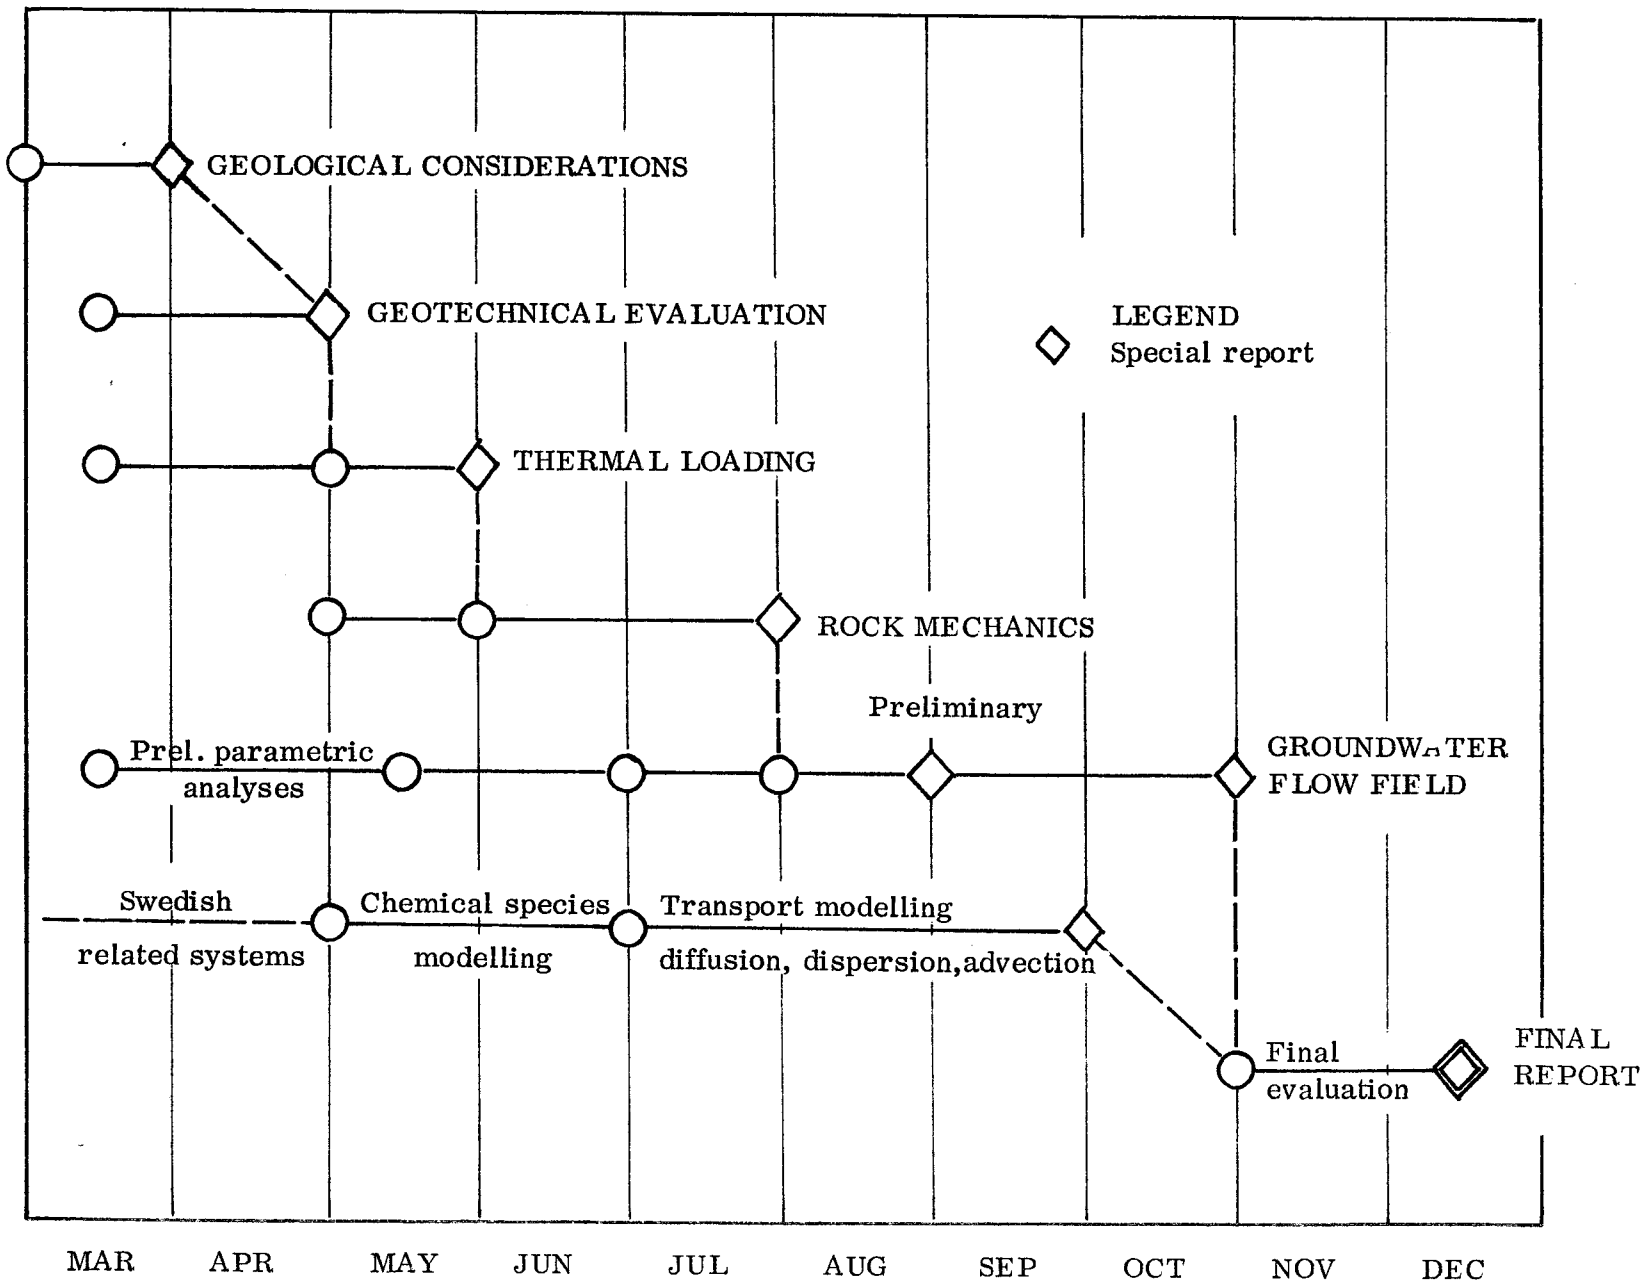 GEOLOGICAL CONSIDERATIONS
GEOTECHNICAL EVALUATION
LEGEND
Special report
THERMAL LOADING
ROCK MECHANICS
Preliminary
Prel. parametric
analyses
GROUNDWATER
FLOW FIELD
Swedish
related systems
Chemical species
modelling
Transport modelling
diffusion, dispersion,advection
Final
evaluation
FINAL
REPORT
MAR APR MAY JUN JUL AUG SEP OCT NOV DEC